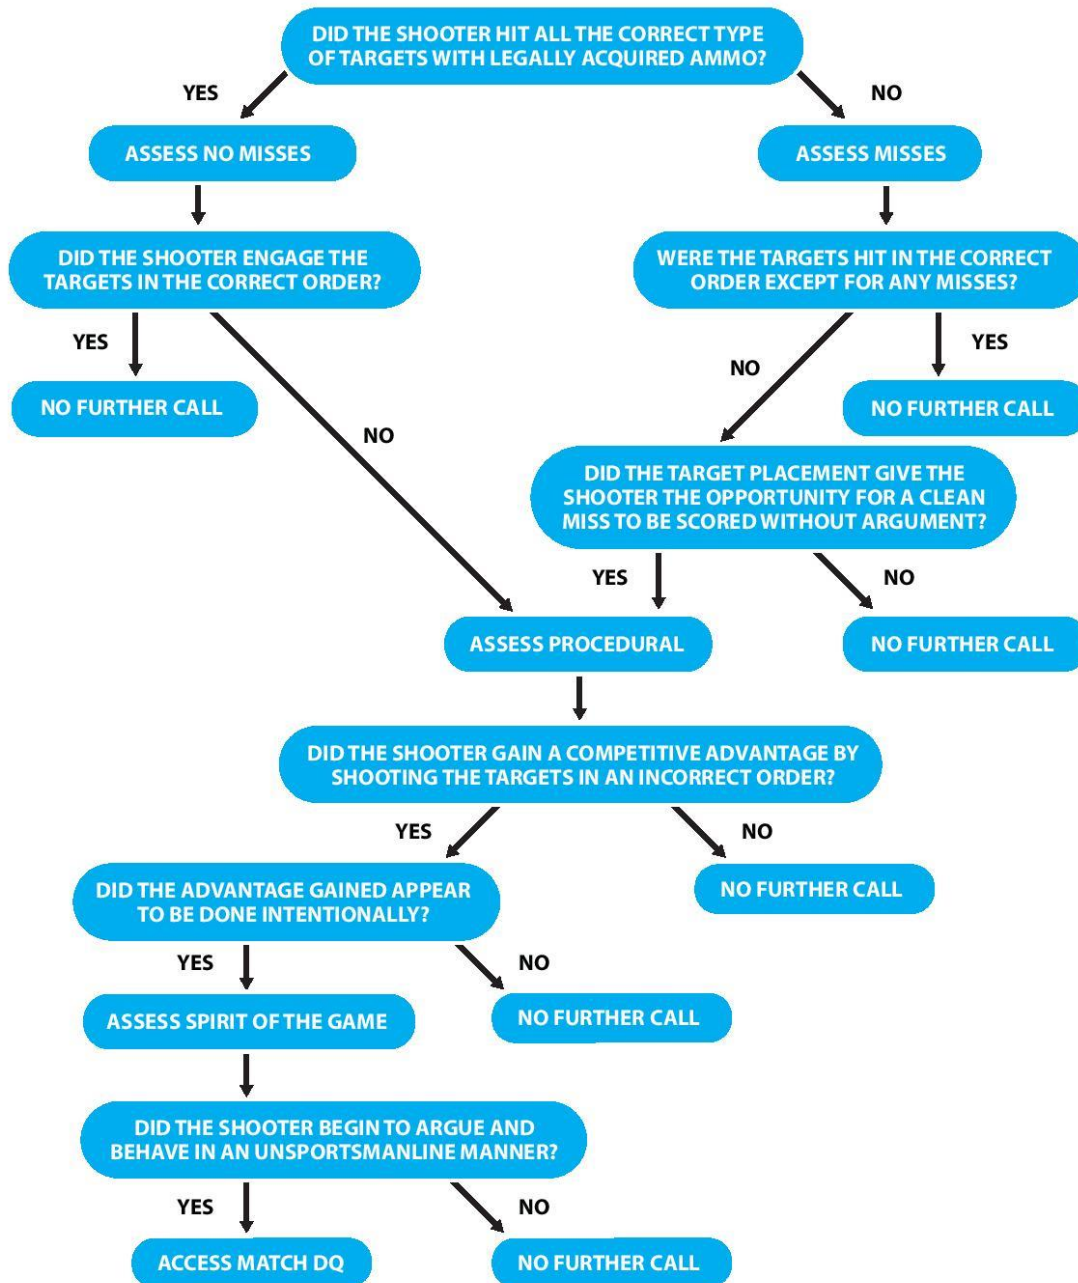 DID THE SHOOTER HIT ALL THE CORRECT TYPE
OF TARGETS WITH LEGALLY ACQUIRED AMMO?
YES
NO
ASSESS NO MISSES
ASSESS MISSES
DID THE SHOOTER ENGAGE THE
TARGETS IN THE CORRECT ORDER?
WERE THE TARGETS HIT IN THE CORRECT
ORDER EXCEPT FOR ANY MISSES?
YES
YES
NO
NO FURTHER CALL
NO FURTHER CALL
NO
DID THE TARGET PLACEMENT GIVE THE
SHOOTER THE OPPORTUNITY FOR A CLEAN
MISS TO BE SCORED WITHOUT ARGUMENT?
YES
NO
ASSESS PROCEDURAL
NO FURTHER CALL
DID THE SHOOTER GAIN A COMPETITIVE ADVANTAGE BY
SHOOTING THE TARGETS IN AN INCORRECT ORDER?
YES
NO
DID THE ADVANTAGE GAINED APPEAR
TO BE DONE INTENTIONALLY?
NO FURTHER CALL
YES
NO
ASSESS SPIRIT OF THE GAME
NO FURTHER CALL
DID THE SHOOTER BEGIN TO ARGUE AND
BEHAVE IN AN UNSPORTSMANLINE MANNER?
YES
NO
ACCESS MATCH DQ
NO FURTHER CALL